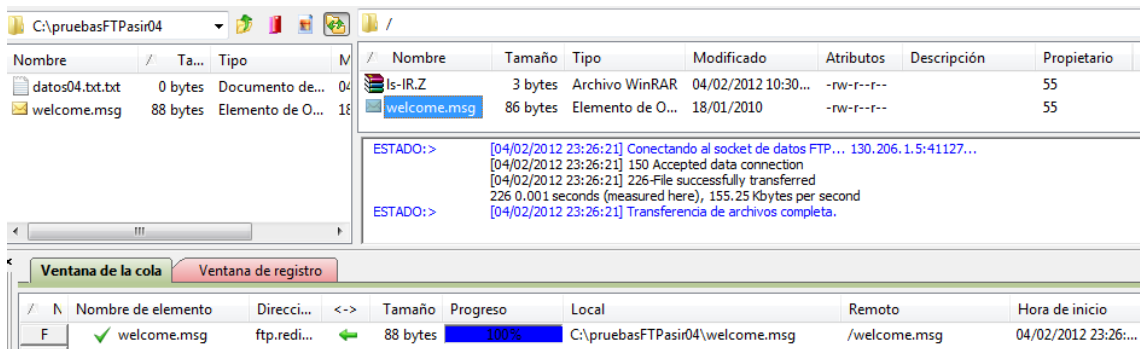 C:\pruebasFTPasir04
Nombre Ta... Tipo M
datos04.txt.txt 0 bytes Documento de... 04
welcome.msg 88 bytes Elemento de O... 18
/
Nombre Tamaño Tipo Modificado Atributos Descripción Propietario
ls-lR.Z 3 bytes Archivo WinRAR 04/02/2012 10:30... -rw-r--r-- 55
welcome.msg 86 bytes Elemento de O... 18/01/2010 -rw-r--r-- 55
ESTADO:> [04/02/2012 23:26:21] Conectando al socket de datos FTP... 130.206.1.5:41127...
[04/02/2012 23:26:21] 150 Accepted data connection
[04/02/2012 23:26:21] 226-File successfully transferred
226 0.001 seconds (measured here), 155.25 Kbytes per second
ESTADO:> [04/02/2012 23:26:21] Transferencia de archivos completa.
Ventana de la cola Ventana de registro
N Nombre de elemento Direcci... <-> Tamaño Progreso Local Remoto Hora de inicio
F welcome.msg ftp.redi... 88 bytes 100% C:\pruebasFTPasir04\welcome.msg /welcome.msg 04/02/2012 23:26:...